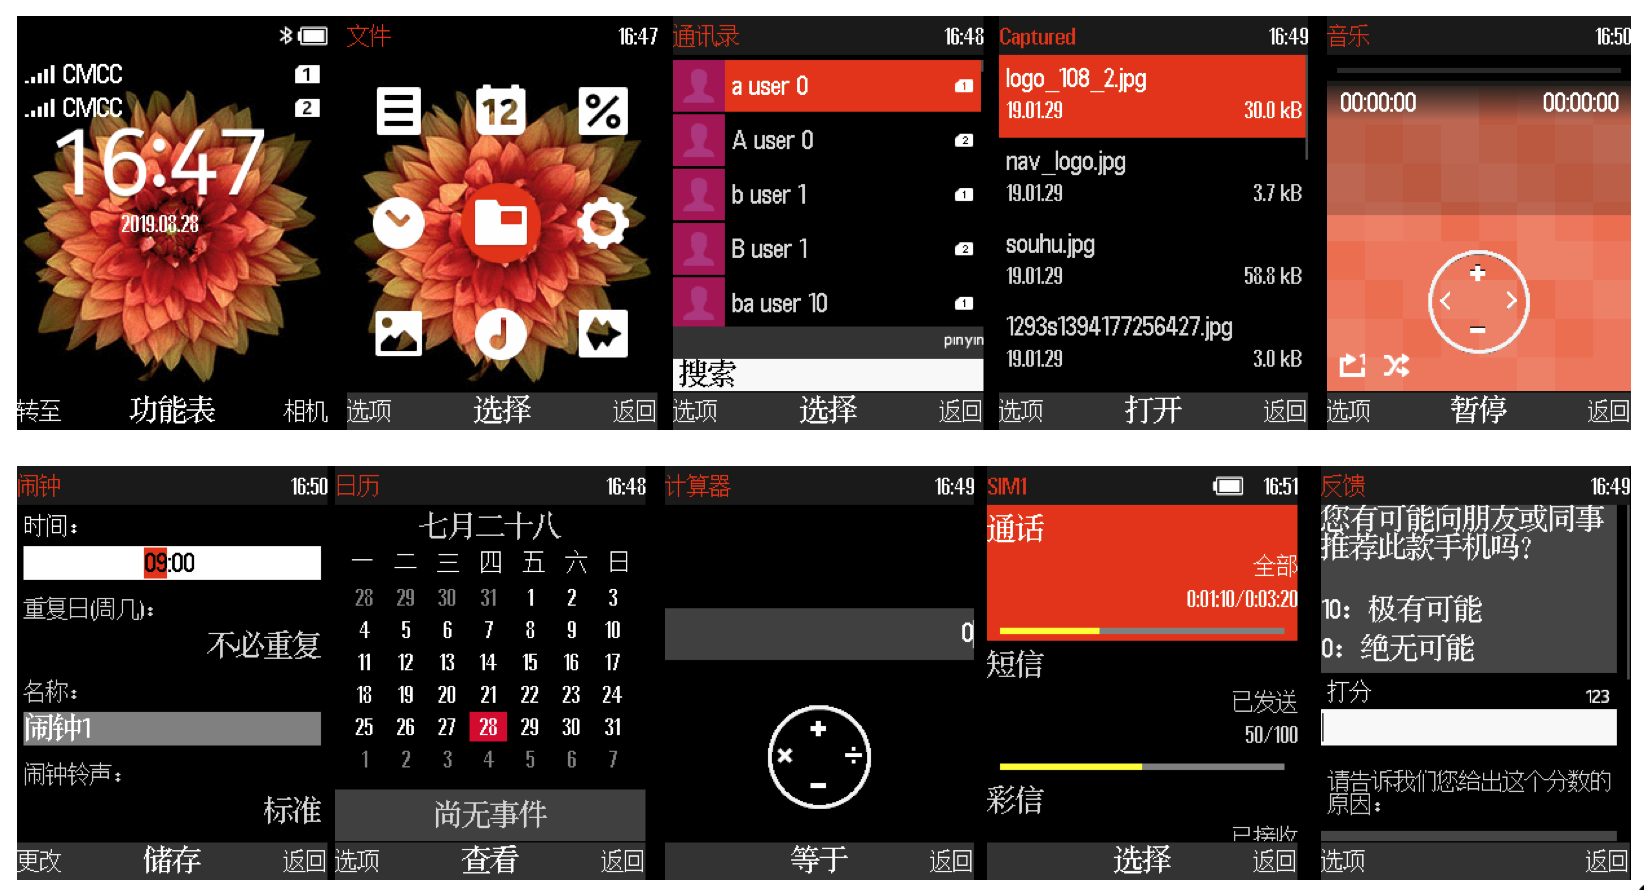 CMCC 1
CMCC 2
16:47
2019.08.28
转至 功能表 相机
文件 16:47
12
选项 选择 返回
通讯录 16:48
a user 0 1
A user 0 2
b user 1 1
B user 1 2
ba user 10 1
pinyin
搜索
选项 选择 返回
Captured 16:49
logo_108_2.jpg
19.01.29 30.0 kB
nav_logo.jpg
19.01.29 3.7 kB
souhu.jpg
19.01.29 58.8 kB
1293s1394177256427.jpg
19.01.29 3.0 kB
选项 打开 返回
音乐 16:50
00:00:00 00:00:00
1
选项 暂停 返回
闹钟 16:50
时间:
09:00
重复日(周几):
不必重复
名称:
闹钟1
闹钟铃声:
标准
更改 储存 返回
日历 16:48
七月二十八
一 二 三 四 五 六 日
28 29 30 31 1 2 3
4 5 6 7 8 9 10
11 12 13 14 15 16 17
18 19 20 21 22 23 24
25 26 27 28 29 30 31
1 2 3 4 5 6 7
尚无事件
选项 查看 返回
计算器 16:49
0
+
× ÷
−
等于 返回
SIM1 16:51
通话
全部
0:01:10/0:03:20
短信
已发送
50/100
彩信
已接收
选择 返回
反馈 16:49
您有可能向朋友或同事
推荐此款手机吗?
10: 极有可能
0: 绝无可能
打分 123
请告诉我们您给出这个分数的
原因:
选项 返回